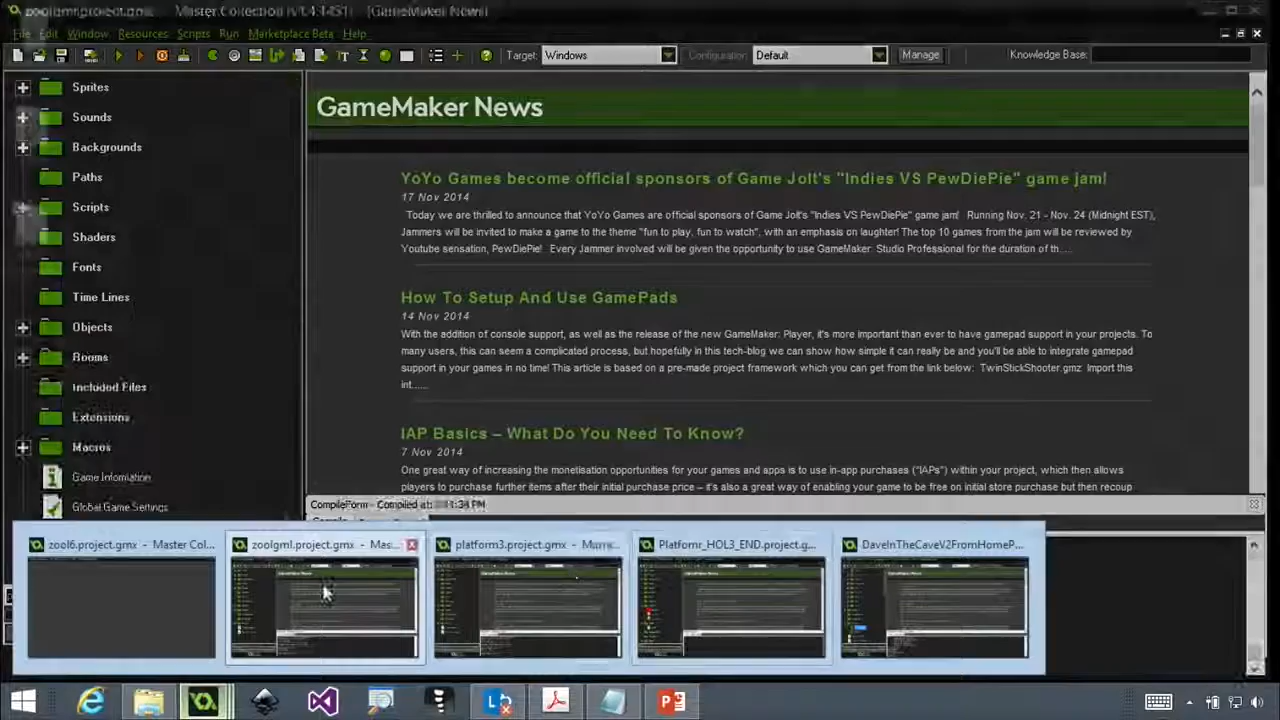 Master Collection (v1.4.1451) [GameMaker News]
File Edit Window Resources Scripts Run Marketplace Beta Help
Target: Windows Configuration: Default Manage Knowledge Base:
Sprites
Sounds
Backgrounds
Paths
Scripts
Shaders
Fonts
Time Lines
Objects
Rooms
Included Files
Extensions
Macros
Game Information
Global Game Settings
GameMaker News
YoYo Games become official sponsors of Game Jolt's "Indies VS PewDiePie" game jam!
17 Nov 2014
Today we are thrilled to announce that YoYo Games are official sponsors of Game Jolt's "Indies VS PewDiePie" game jam! Running Nov. 21 - Nov. 24 (Midnight EST),
Jammers will be invited to make a game to the theme "fun to play, fun to watch", with an emphasis on laughter! The top 10 games from the jam will be reviewed by
Youtube sensation, PewDiePie! Every Jammer involved will be given the opportunity to use GameMaker: Studio Professional for the duration of th.....
How To Setup And Use GamePads
14 Nov 2014
With the addition of console support, as well as the release of the new GameMaker: Player, it's more important than ever to have gamepad support in your projects. To
many users, this can seem a complicated process, but hopefully in this tech-blog we can show how simple it can really be and you'll be able to integrate gamepad
support in your games in no time! This article is based on a pre-made project framework which you can get from the link below: TwinStickShooter.gmz Import this
int......
IAP Basics – What Do You Need To Know?
7 Nov 2014
One great way of increasing the monetisation opportunities for your games and apps is to use in-app purchases ("IAPs") within your project, which then allows
players to purchase further items after their initial purchase price – it's also a great way of enabling your game to be free on initial store purchase but then recoup
CompileForm - Compiled at:
zool6.project.gmx - Master Col...
zoolgml.project.gmx - Mas...
platform3.project.gmx -
Platformr_HOL3_END.project.g...
DaveInTheCaveV2FromHomeP...